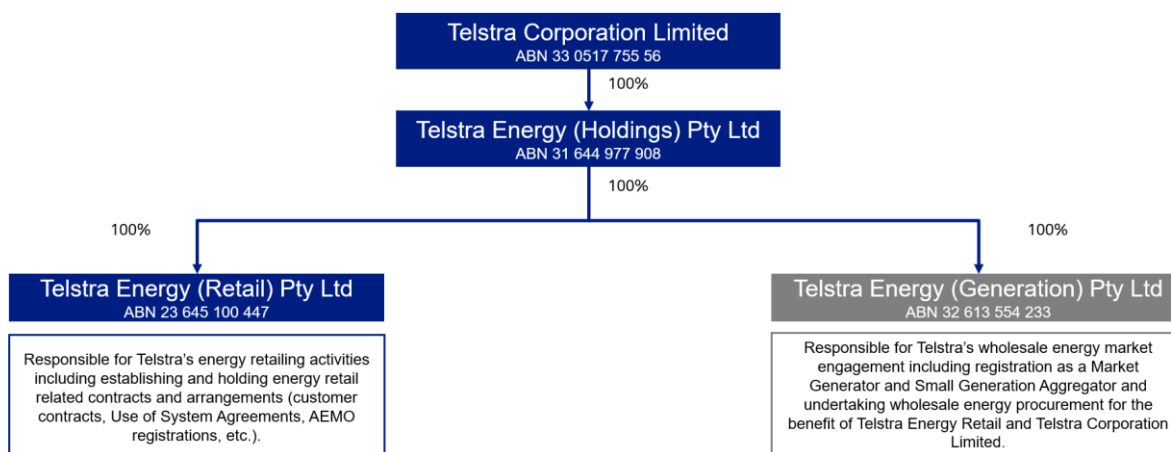 Telstra Corporation Limited
ABN 33 0517 755 56
100%
Telstra Energy (Holdings) Pty Ltd
ABN 31 644 977 908
100%
100%
100%
Telstra Energy (Retail) Pty Ltd
ABN 23 645 100 447
Telstra Energy (Generation) Pty Ltd
ABN 32 613 554 233
Responsible for Telstra's energy retailing activities
including establishing and holding energy retail
related contracts and arrangements (customer
contracts, Use of System Agreements, AEMO
registrations, etc.).
Responsible for Telstra's wholesale energy market
engagement including registration as a Market
Generator and Small Generation Aggregator and
undertaking wholesale energy procurement for the
benefit of Telstra Energy Retail and Telstra Corporation
Limited.